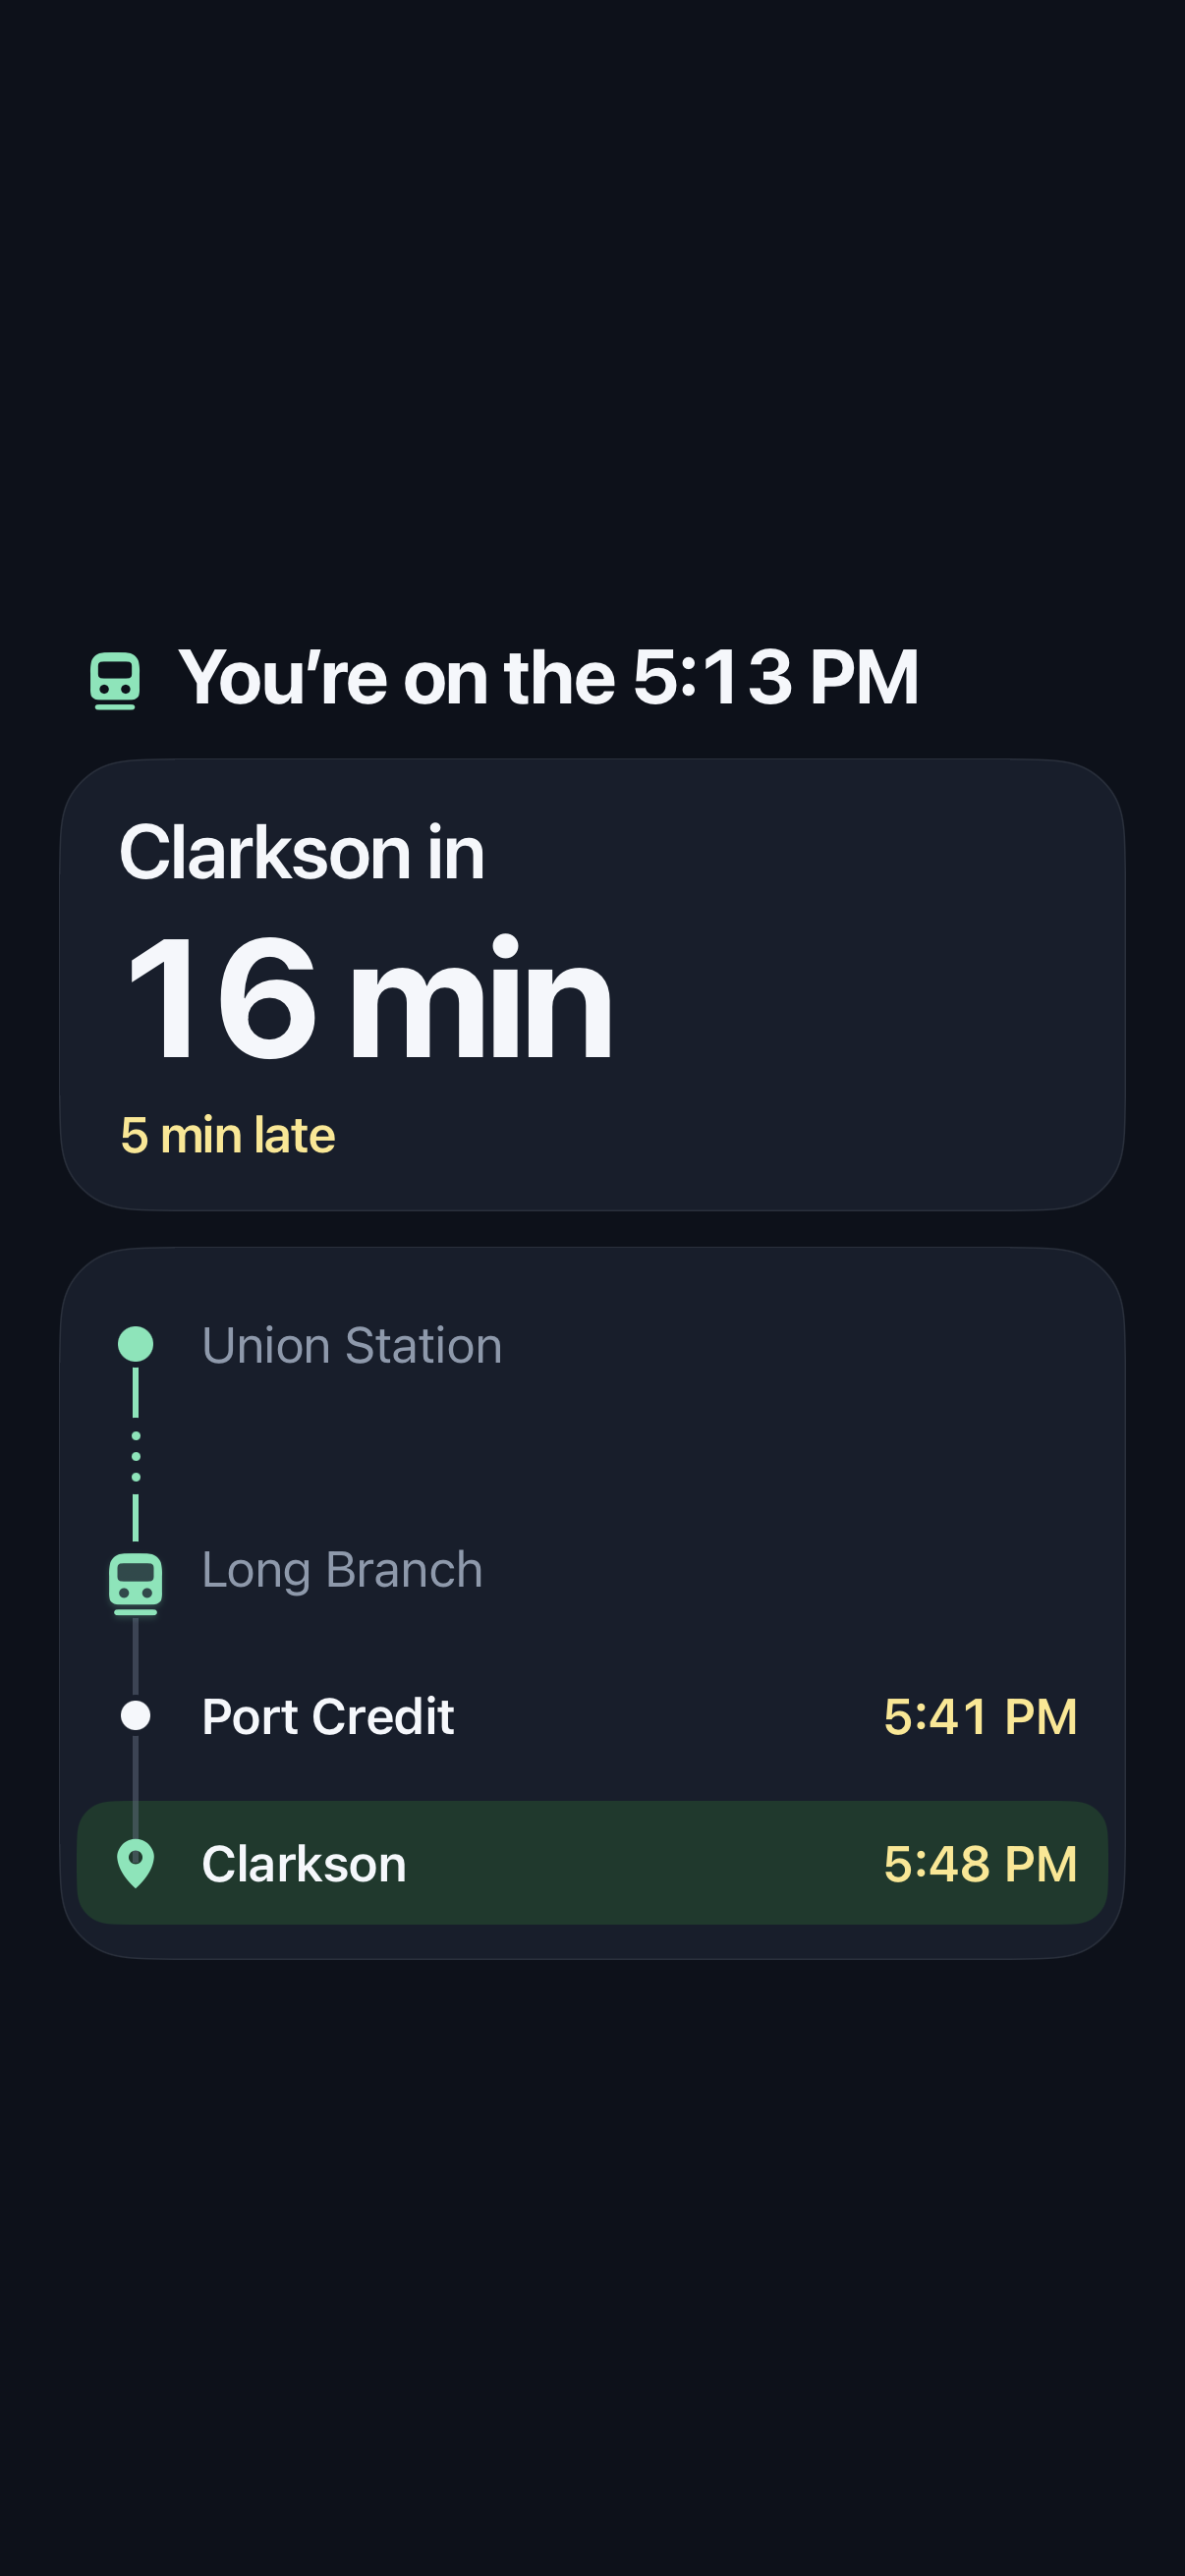 You’re on the 5:13 PM
Clarkson in
16 min
5 min late
Union Station
Long Branch
Port Credit 5:41 PM
Clarkson 5:48 PM